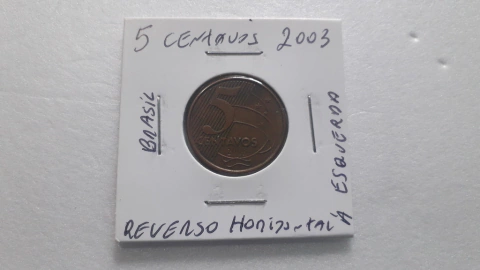 5 CENTAVOS 2003
BRASIL
5
CENTAVOS
REVERSO HORIZONTAL À
ESQUERDA